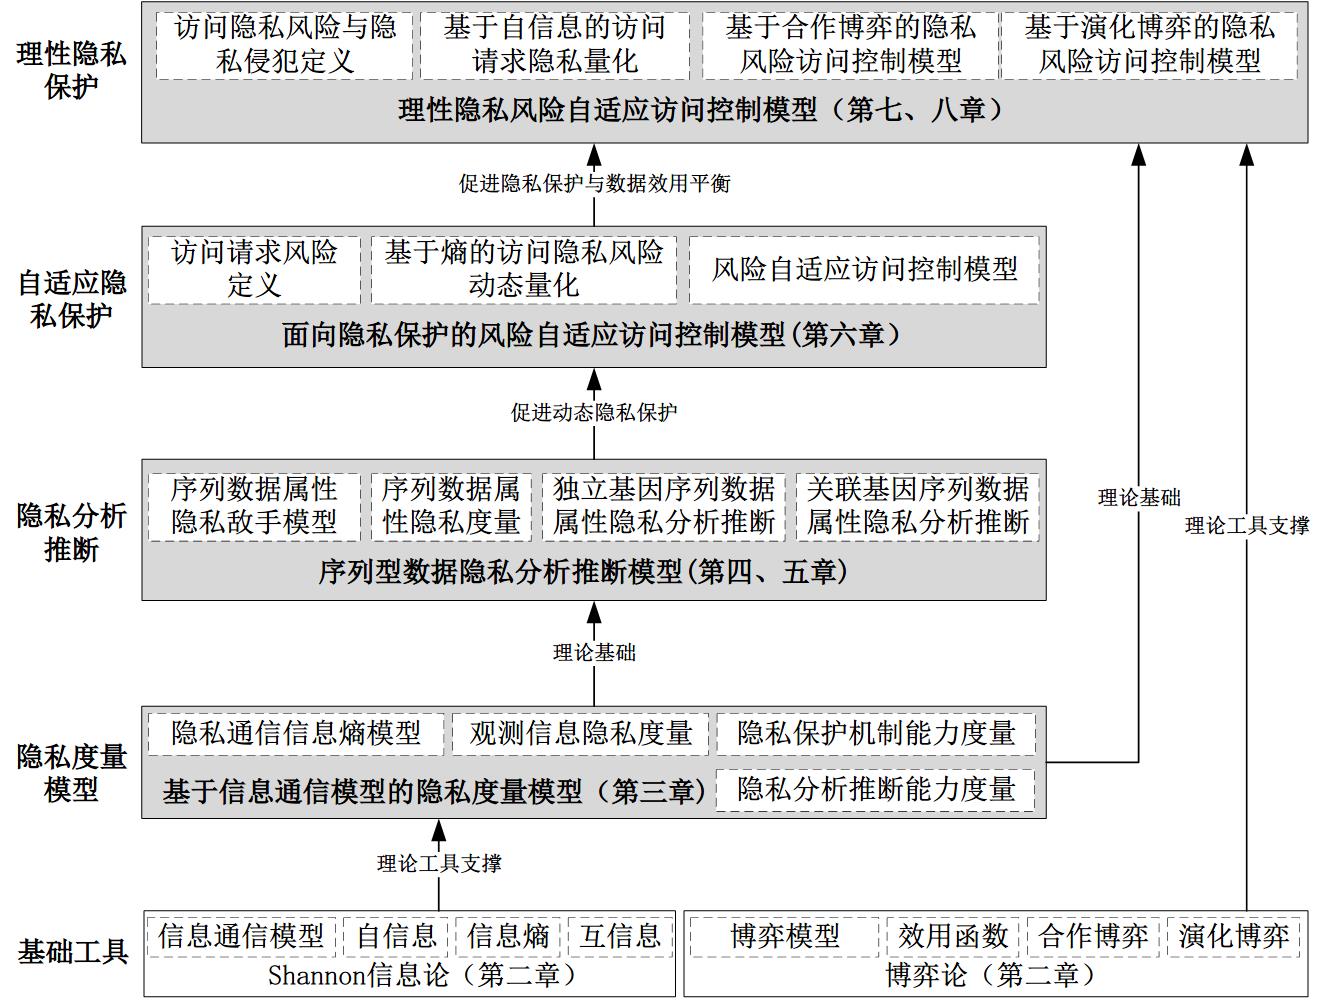 理性隐私
保护
访问隐私风险与隐
私侵犯定义
基于自信息的访问
请求隐私量化
基于合作博弈的隐私
风险访问控制模型
基于演化博弈的隐私
风险访问控制模型
理性隐私风险自适应访问控制模型（第七、八章）
促进隐私保护与数据效用平衡
自适应隐
私保护
访问请求风险
定义
基于熵的访问隐私风险
动态量化
风险自适应访问控制模型
面向隐私保护的风险自适应访问控制模型(第六章）
促进动态隐私保护
隐私分析
推断
序列数据属性
隐私敌手模型
序列数据属
性隐私度量
独立基因序列数据
属性隐私分析推断
关联基因序列数据
属性隐私分析推断
序列型数据隐私分析推断模型(第四、五章)
理论基础
理论基础
理论工具支撑
隐私度量
模型
隐私通信信息熵模型
观测信息隐私度量
隐私保护机制能力度量
基于信息通信模型的隐私度量模型（第三章）
隐私分析推断能力度量
理论工具支撑
基础工具
信息通信模型
自信息
信息熵
互信息
Shannon信息论（第二章）
博弈模型
效用函数
合作博弈
演化博弈
博弈论（第二章）